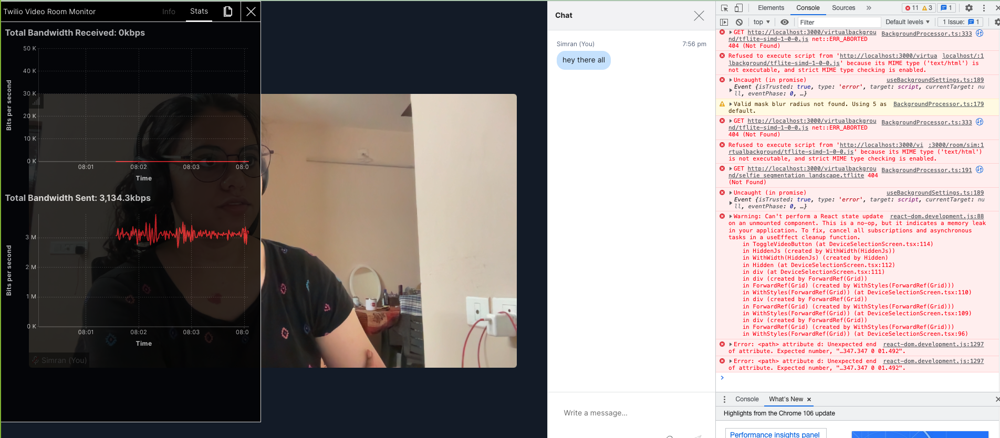 Twilio Video Room Monitor
Info
Stats
Total Bandwidth Received: 0kbps
50 K
40 K
30 K
20 K
10 K
0 K
Bits per second
08:01
08:02
08:03
08:0
Time
Total Bandwidth Sent: 3,134.3kbps
3 M
2 M
1 M
0 K
Bits per second
08:01
08:02
08:03
08:0
Time
Simran (You)
Chat
Simran (You)
7:56 pm
hey there all
Write a message...
Elements
Console
Sources
11
3
1
top
Filter
Default levels
1 Issue:
1
GET http://localhost:3000/virtualbackgrou BackgroundProcessor.ts:333
nd/tflite-simd-1-0-0.js net::ERR_ABORTED
404 (Not Found)
Refused to execute script from 'http://localhost:3000/virtua localhost/:1
lbackground/tflite-simd-1-0-0.js' because its MIME type ('text/html') is
not executable, and strict MIME type checking is enabled.
Uncaught (in promise) useBackgroundSettings.ts:189
Event {isTrusted: true, type: 'error', target: script, currentTarget: nu
ll, eventPhase: 0, …}
Valid mask blur radius not found. Using 5 as BackgroundProcessor.ts:179
default.
GET http://localhost:3000/virtualbackgrou BackgroundProcessor.ts:333
nd/tflite-simd-1-0-0.js net::ERR_ABORTED
404 (Not Found)
Refused to execute script from 'http://localhost:3000/vi :3000/room/sim:1
rtualbackground/tflite-simd-1-0-0.js' because its MIME type ('text/html')
is not executable, and strict MIME type checking is enabled.
GET http://localhost:3000/virtualbackgrou BackgroundProcessor.ts:191
nd/selfie_segmentation_landscape.tflite 404
(Not Found)
Uncaught (in promise) useBackgroundSettings.ts:189
Event {isTrusted: true, type: 'error', target: script, currentTarget: nu
ll, eventPhase: 0, …}
Warning: Can't perform a React state update react-dom.development.js:88
on an unmounted component. This is a no-op, but it indicates a memory leak
in your application. To fix, cancel all subscriptions and asynchronous
tasks in a useEffect cleanup function.
in ToggleVideoButton (at DeviceSelectionScreen.tsx:114)
in HiddenJs (created by WithWidth(HiddenJs))
in WithWidth(HiddenJs) (created by Hidden)
in Hidden (at DeviceSelectionScreen.tsx:112)
in div (at DeviceSelectionScreen.tsx:111)
in div (created by ForwardRef(Grid))
in ForwardRef(Grid) (created by WithStyles(ForwardRef(Grid)))
in WithStyles(ForwardRef(Grid)) (at DeviceSelectionScreen.tsx:110)
in div (created by ForwardRef(Grid))
in ForwardRef(Grid) (created by WithStyles(ForwardRef(Grid)))
in WithStyles(ForwardRef(Grid)) (at DeviceSelectionScreen.tsx:109)
in div (created by ForwardRef(Grid))
in ForwardRef(Grid) (created by WithStyles(ForwardRef(Grid)))
in WithStyles(ForwardRef(Grid)) (at DeviceSelectionScreen.tsx:96)
Error: <path> attribute d: Unexpected end react-dom.development.js:1297
of attribute. Expected number, "…347.347 0 01.492".
Error: <path> attribute d: Unexpected end react-dom.development.js:1297
of attribute. Expected number, "…347.347 0 01.492".
Console
What's New
Highlights from the Chrome 106 update
Performance insights panel